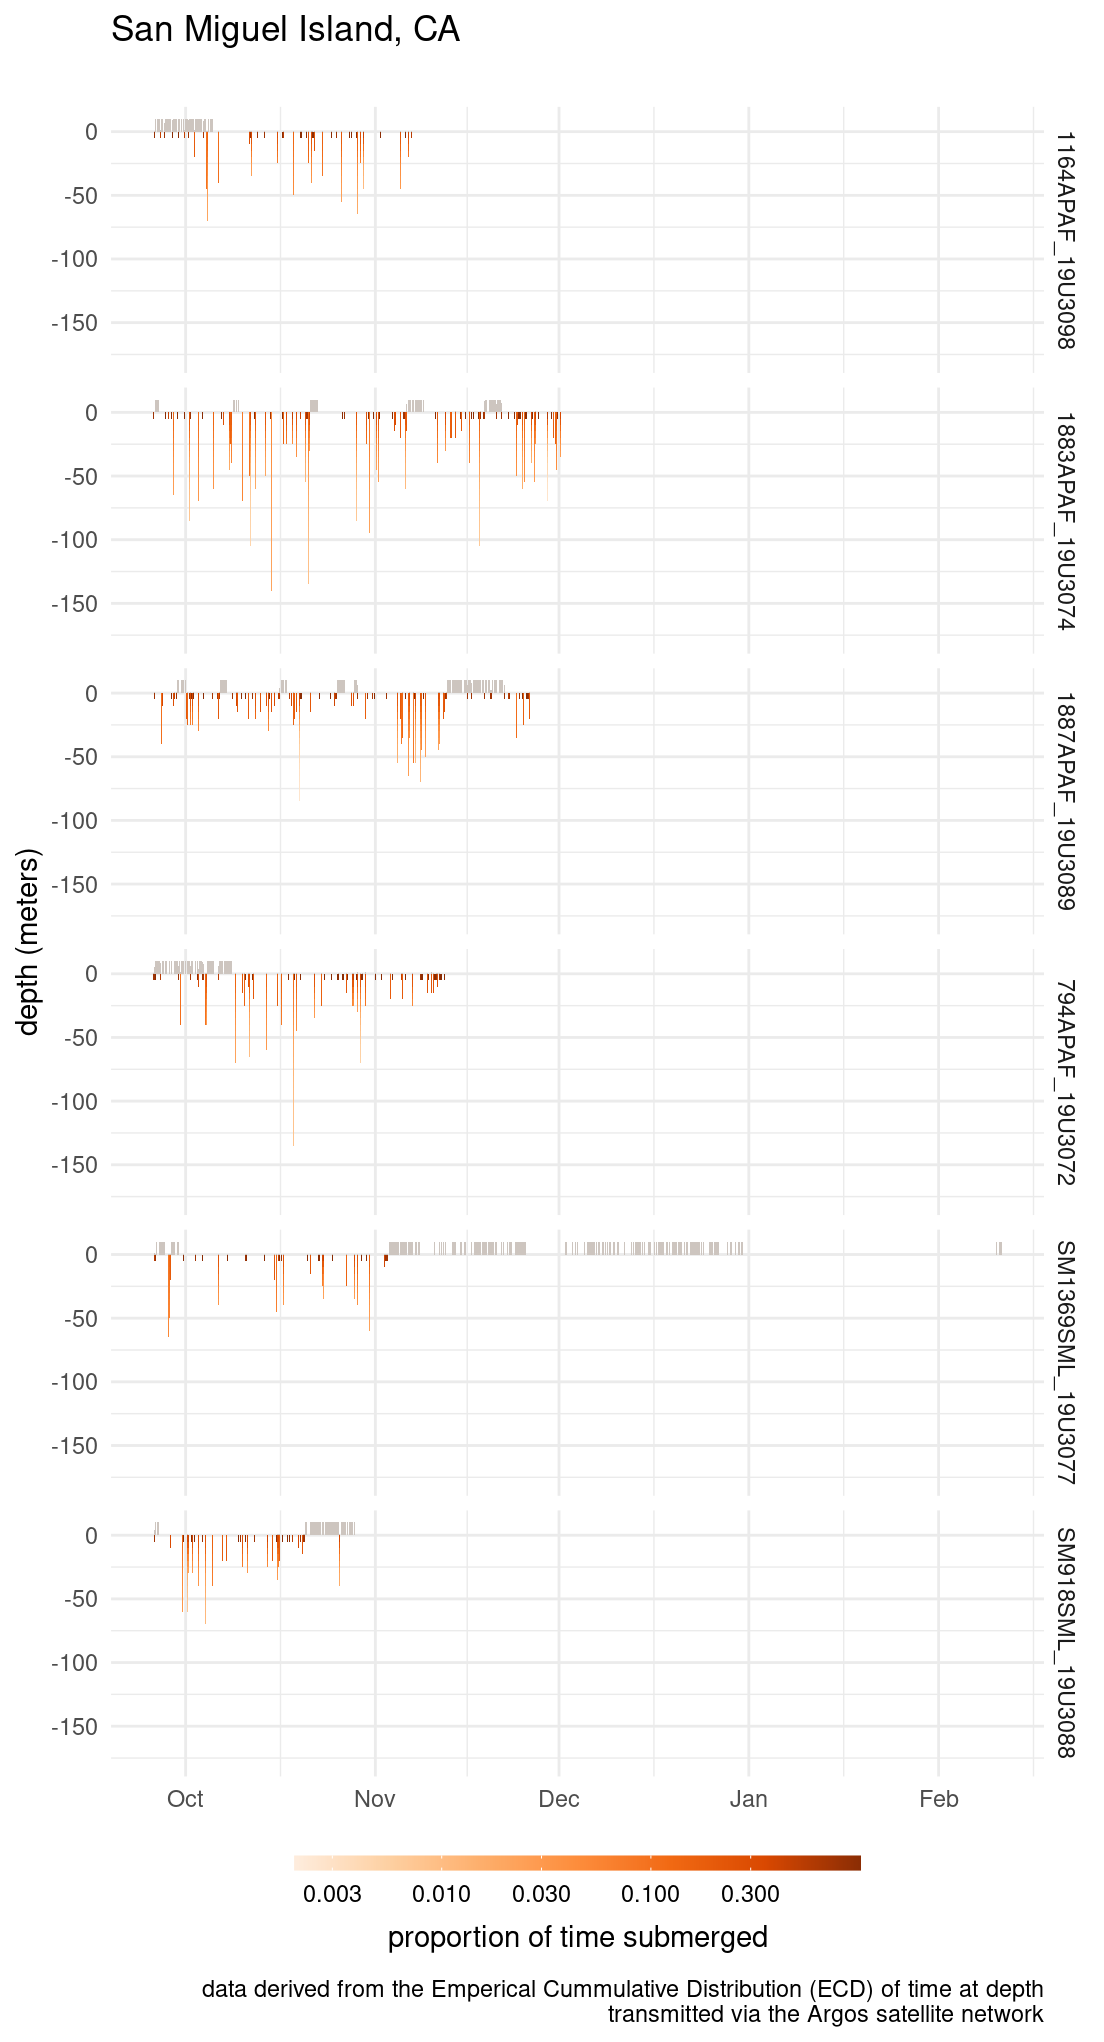 San Miguel Island, CA
0
-50
-100
-150
1164APAF_19U3098
0
-50
-100
-150
1883APAF_19U3074
0
-50
-100
-150
1887APAF_19U3089
depth (meters)
0
-50
-100
-150
794APAF_19U3072
0
-50
-100
-150
SM1369SML_19U3077
0
-50
-100
-150
SM918SML_19U3088
Oct Nov Dec Jan Feb
0.003 0.010 0.030 0.100 0.300
proportion of time submerged
data derived from the Emperical Cummulative Distribution (ECD) of time at depth
transmitted via the Argos satellite network